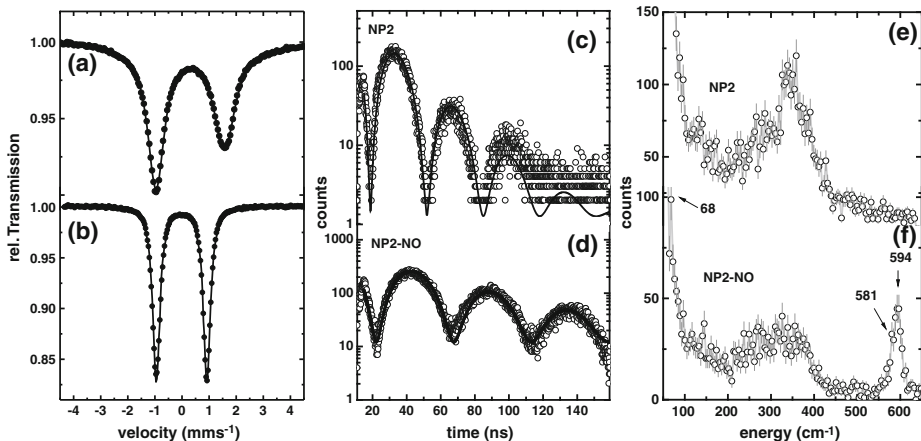 1.00
(a)
0.95
1.00
(b)
0.95
0.90
0.85
rel.Transmission
-4 -3 -2 -1 0 1 2 3 4
velocity (mms-1)
NP2
(c)
100
10
1
counts
1000
NP2-NO
(d)
100
10
1
20 40 60 80 100 120 140
time (ns)
150
(e)
NP2
100
50
counts
100
68
(f)
NP2-NO
594
581
50
0
100 200 300 400 500 600
energy (cm-1)